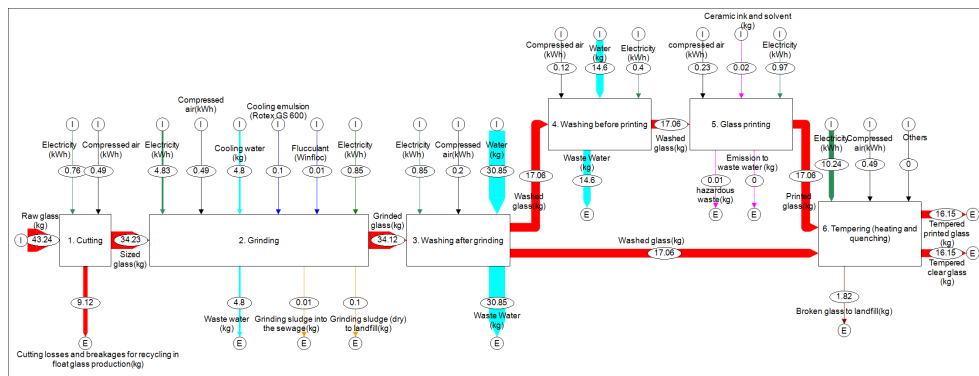 Ceramic ink and solvent
(kg)
I
I
I
I
I
I
Compressed air
(kWh)
Water
(kg)
Electricity
(kWh)
compressed air
(kWh)
Electricity
(kWh)
0.12
14.6
0.4
0.23
0.02
0.97
4. Washing before printing
17.06
5. Glass printing
Washed
glass(kg)
I
I
I
I
I
I
I
I
I
I
I
I
I
I
Compressed
air(kWh)
Cooling emulsion
(Rotex GS 600)
Electricity
(kWh)
Compressed air
(kWh)
Electricity
(kWh)
Cooling water
(kg)
Flucculant
(Winfloc)
Electricity
(kWh)
Electricity
(kWh)
Compressed
air(kWh)
Water
(kg)
0.76
0.49
4.83
0.49
4.8
0.1
0.01
0.85
0.85
0.2
30.85
17.06
Washed
glass(kg)
Waste Water
(kg)
14.6
E
0.01
hazardous
waste(kg)
E
Emission to
waste water(kg)
0
E
17.06
Printed
glass(kg)
Electricity
(kWh)
10.24
Compressed
air(kWh)
0.49
Others
0
Raw glass
(kg)
I
43.24
1. Cutting
34.23
Sized
glass(kg)
2. Grinding
Grinded
glass(kg)
34.12
3. Washing after grinding
Washed glass(kg)
17.06
6. Tempering (heating and
quenching)
16.15
E
Tempered
printed glass
(kg)
16.15
E
Tempered
clear glass
(kg)
9.12
E
Cutting losses and breakages for recycling in
float glass production(kg)
4.8
Waste water
(kg)
E
0.01
Grinding sludge into
the sewage(kg)
E
0.1
Grinding sludge (dry)
to landfill(kg)
E
30.85
Waste Water
(kg)
E
1.82
Broken glass to landfill(kg)
E